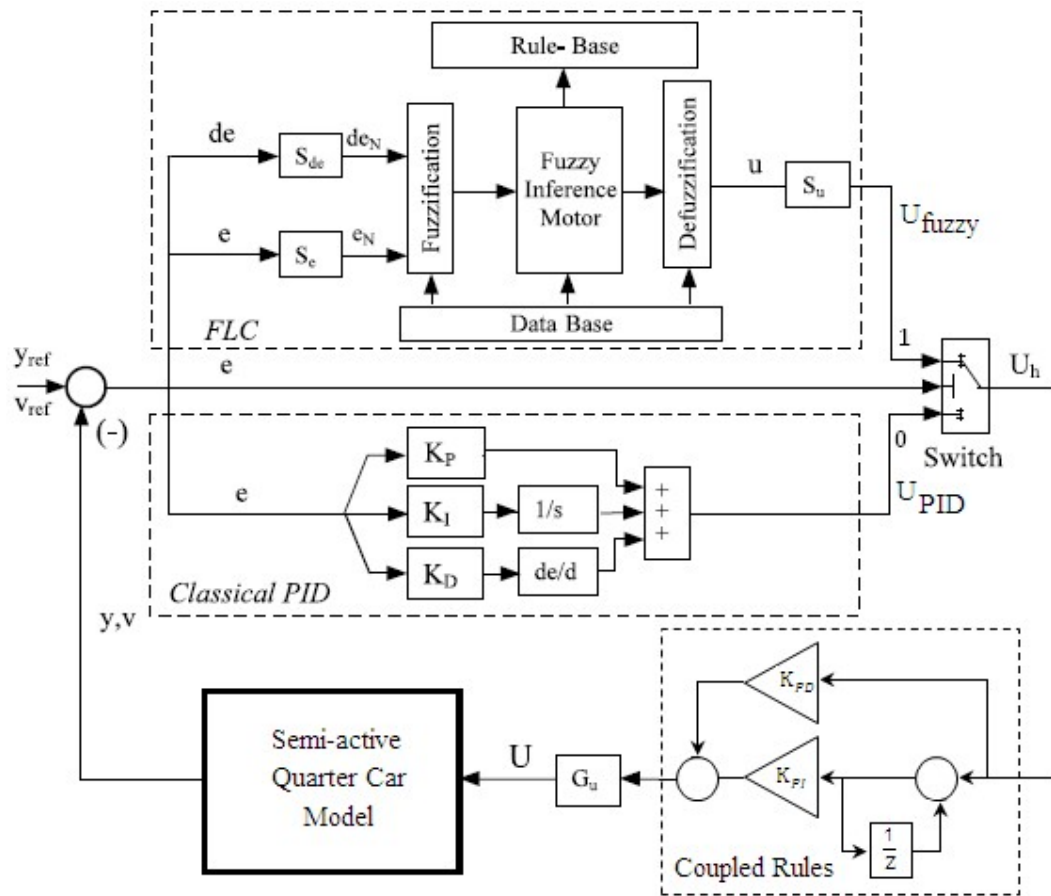 Rule- Base
de
S_de
de_N
Fuzzification
Fuzzy
Inference
Motor
Defuzzification
u
S_u
U_fuzzy
e
S_e
e_N
Data Base
FLC
y_ref
v_ref
(-)
e
1
0
U_h
Switch
U_PID
e
K_P
K_I
1/s
K_D
de/d
+
+
+
Classical PID
y,v
Semi-active
Quarter Car
Model
U
G_u
K_PD
K_PI
1
Z
Coupled Rules